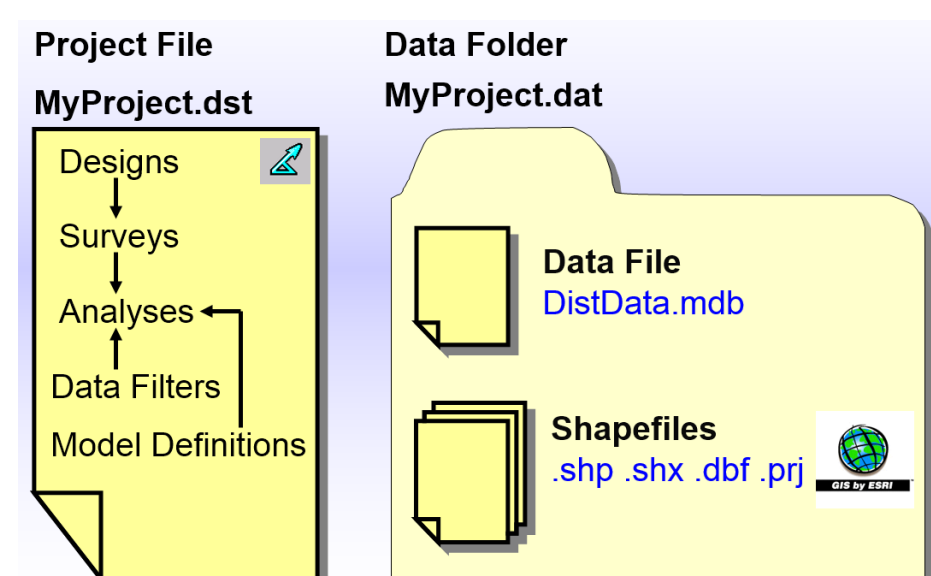 Project File
MyProject.dst
Designs
Surveys
Analyses
Data Filters
Model Definitions
Data Folder
MyProject.dat
Data File
DistData.mdb
Shapefiles
.shp .shx .dbf .prj
GIS by ESRI